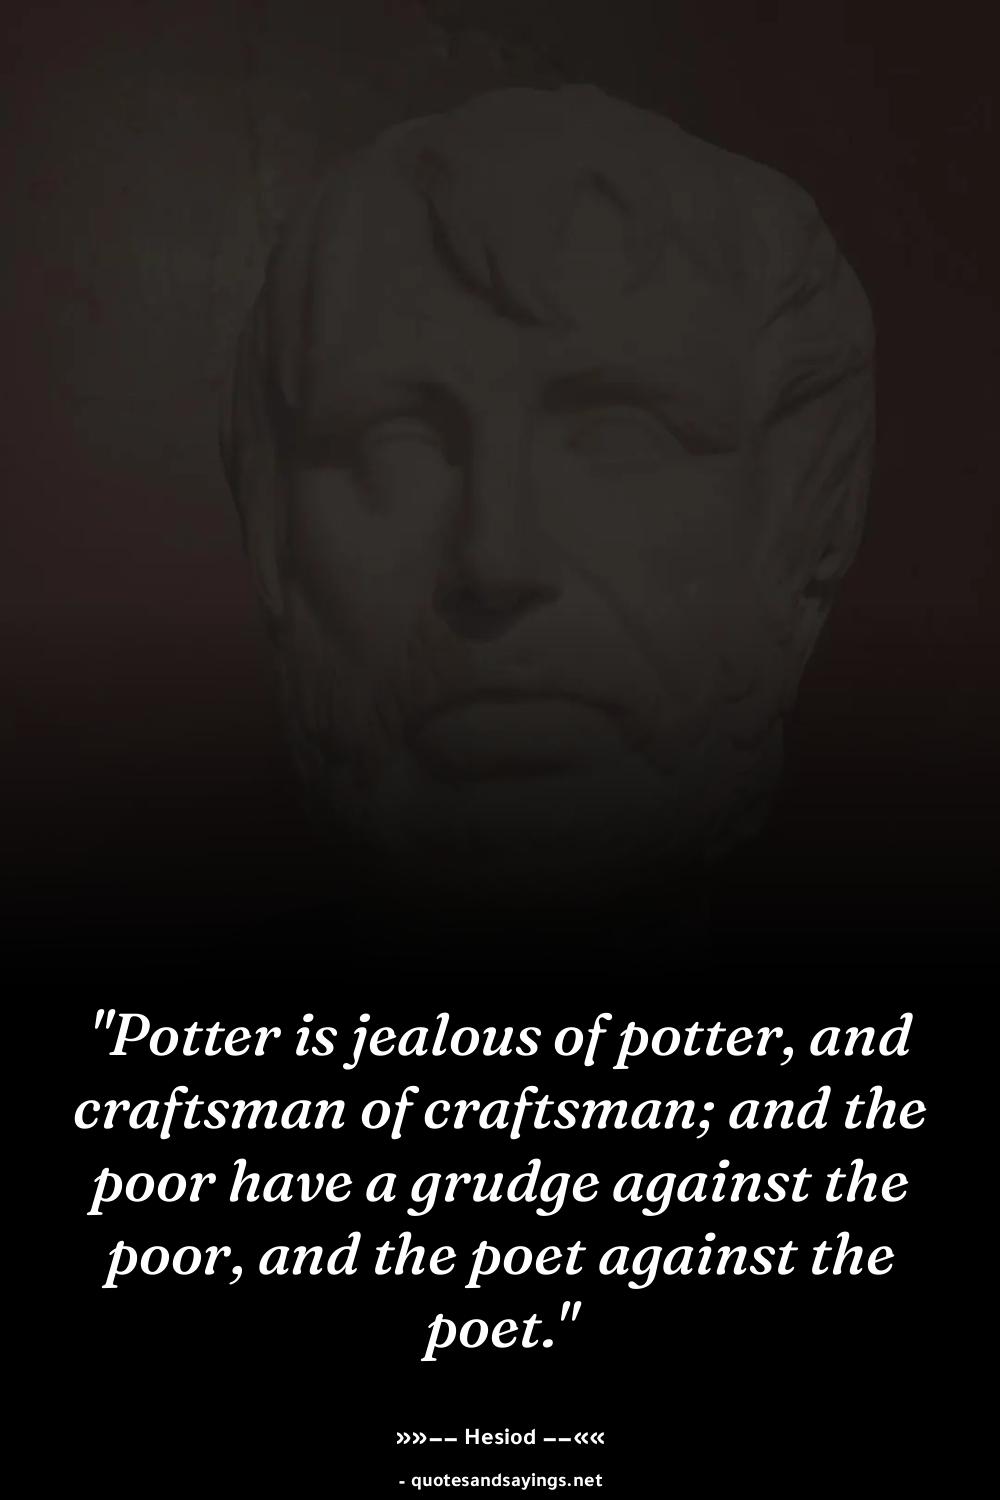 "Potter is jealous of potter, and
craftsman of craftsman; and the
poor have a grudge against the
poor, and the poet against the
poet."
»»−− Hesiod −−««
- quotesandsayings.net